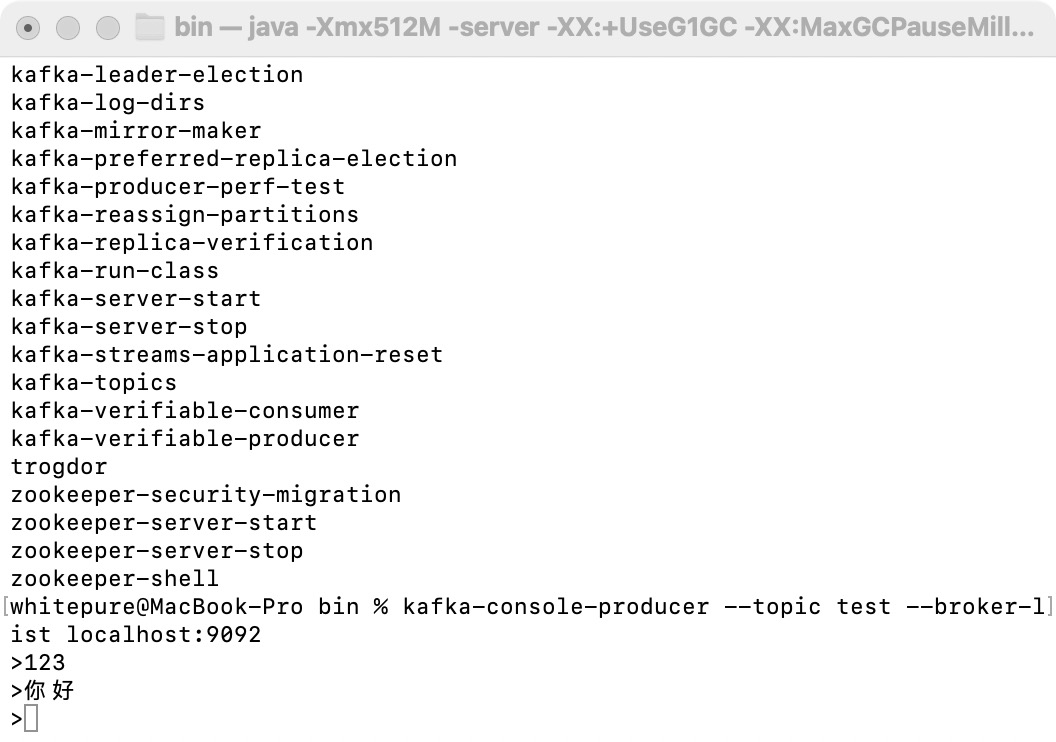 bin — java -Xmx512M -server -XX:+UseG1GC -XX:MaxGCPauseMill...
kafka-leader-election
kafka-log-dirs
kafka-mirror-maker
kafka-preferred-replica-election
kafka-producer-perf-test
kafka-reassign-partitions
kafka-replica-verification
kafka-run-class
kafka-server-start
kafka-server-stop
kafka-streams-application-reset
kafka-topics
kafka-verifiable-consumer
kafka-verifiable-producer
trogdor
zookeeper-security-migration
zookeeper-server-start
zookeeper-server-stop
zookeeper-shell
[whitepure@MacBook-Pro bin % kafka-console-producer --topic test --broker-l]
ist localhost:9092
>123
>你好
>